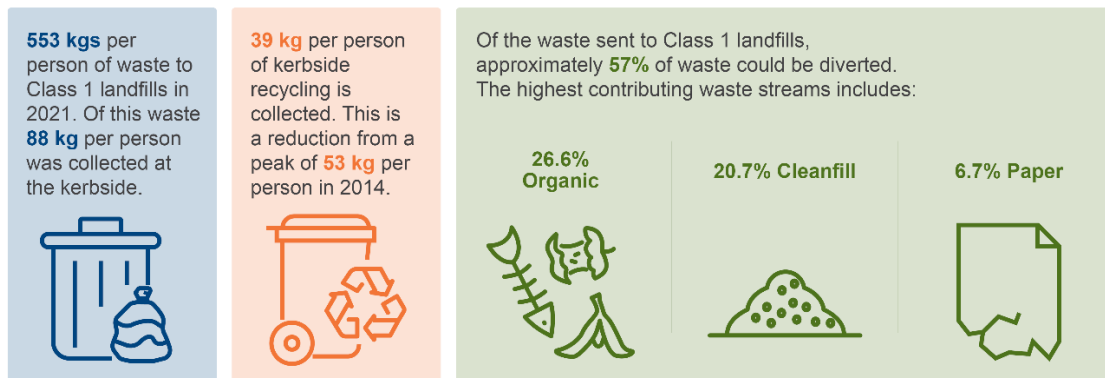 553 kgs per
person of waste to
Class 1 landfills in
2021. Of this waste
88 kg per person
was collected at
the kerbside.
39 kg per person
of kerbside
recycling is
collected. This is
a reduction from a
peak of 53 kg per
person in 2014.
Of the waste sent to Class 1 landfills,
approximately 57% of waste could be diverted.
The highest contributing waste streams includes:
26.6%
Organic
20.7% Cleanfill
6.7% Paper